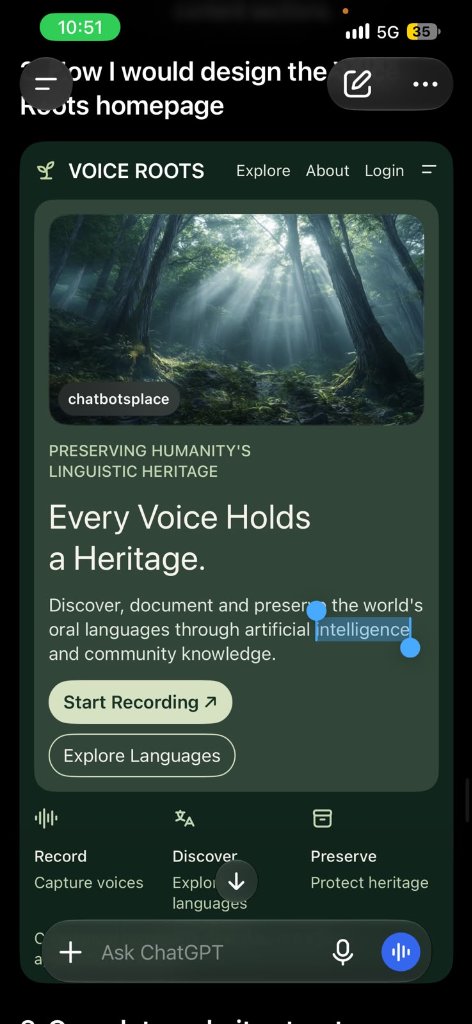 10:51
5G
35
How I would design the
Roots homepage
VOICE ROOTS
Explore
About
Login
chatbotsplace
PRESERVING HUMANITY'S
LINGUISTIC HERITAGE
Every Voice Holds
a Heritage.
Discover, document and preserve the world's
oral languages through artificial intelligence
and community knowledge.
Start Recording ↗
Explore Languages
Record
Discover
Preserve
Capture voices
languages
Protect heritage
Ask ChatGPT